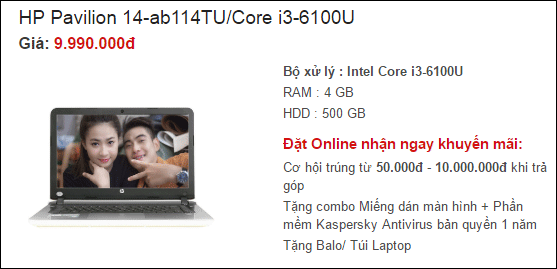 HP Pavilion 14-ab114TU/Core i3-6100U
Giá: 9.990.000đ
Bộ xử lý : Intel Core i3-6100U
RAM : 4 GB
HDD : 500 GB
Đặt Online nhận ngay khuyến mãi:
Cơ hội trúng từ 50.000đ - 10.000.000đ khi trả
góp
Tặng combo Miếng dán màn hình + Phần
mềm Kaspersky Antivirus bản quyền 1 năm
Tặng Balo/ Túi Laptop